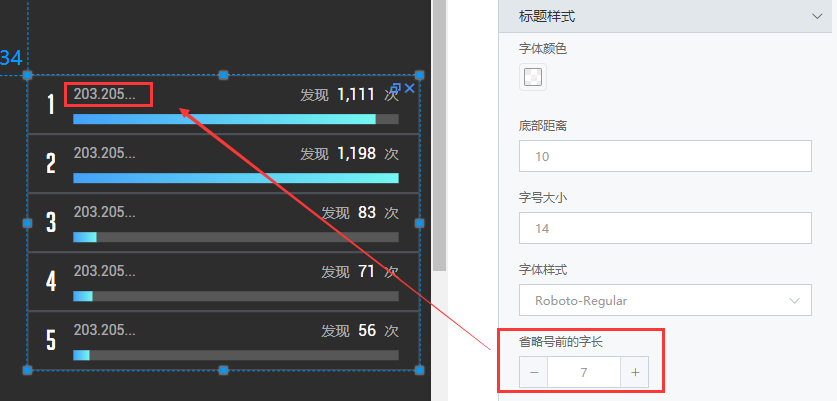 34
1 203.205... 发现 1,111 次
2 203.205... 发现 1,198 次
3 203.205... 发现 83 次
4 203.205... 发现 71 次
5 203.205... 发现 56 次
标题样式
字体颜色
底部距离
10
字号大小
14
字体样式
Roboto-Regular
省略号前的字长
− 7 +